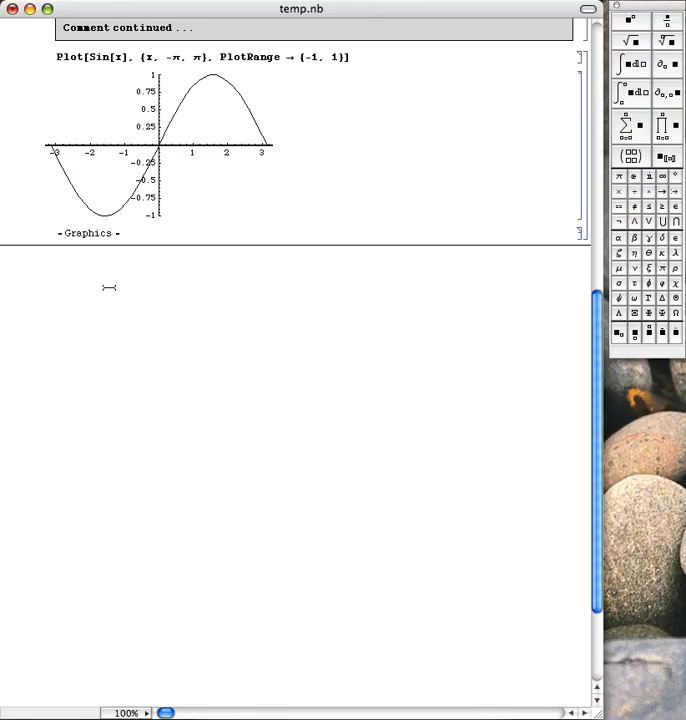 temp.nb
Comment continued ...
Plot[Sin[x], {x, -π, π}, PlotRange → {-1, 1}]
1
0.75
0.5
0.25
-3 -2 -1 1 2 3
-0.25
-0.5
-0.75
-1
- Graphics -
100%
π ⅇ ⅈ ∞ °
× ÷ × → :→
== ≠ ≤ ≥ ∈
¬ ∧ ∨ ⋃ ⋂
α β γ δ ε
ζ η θ κ λ
μ ν ξ π ρ
σ τ ϕ φ χ
ψ ω Γ Δ Θ
Λ Ξ Φ Ψ Ω